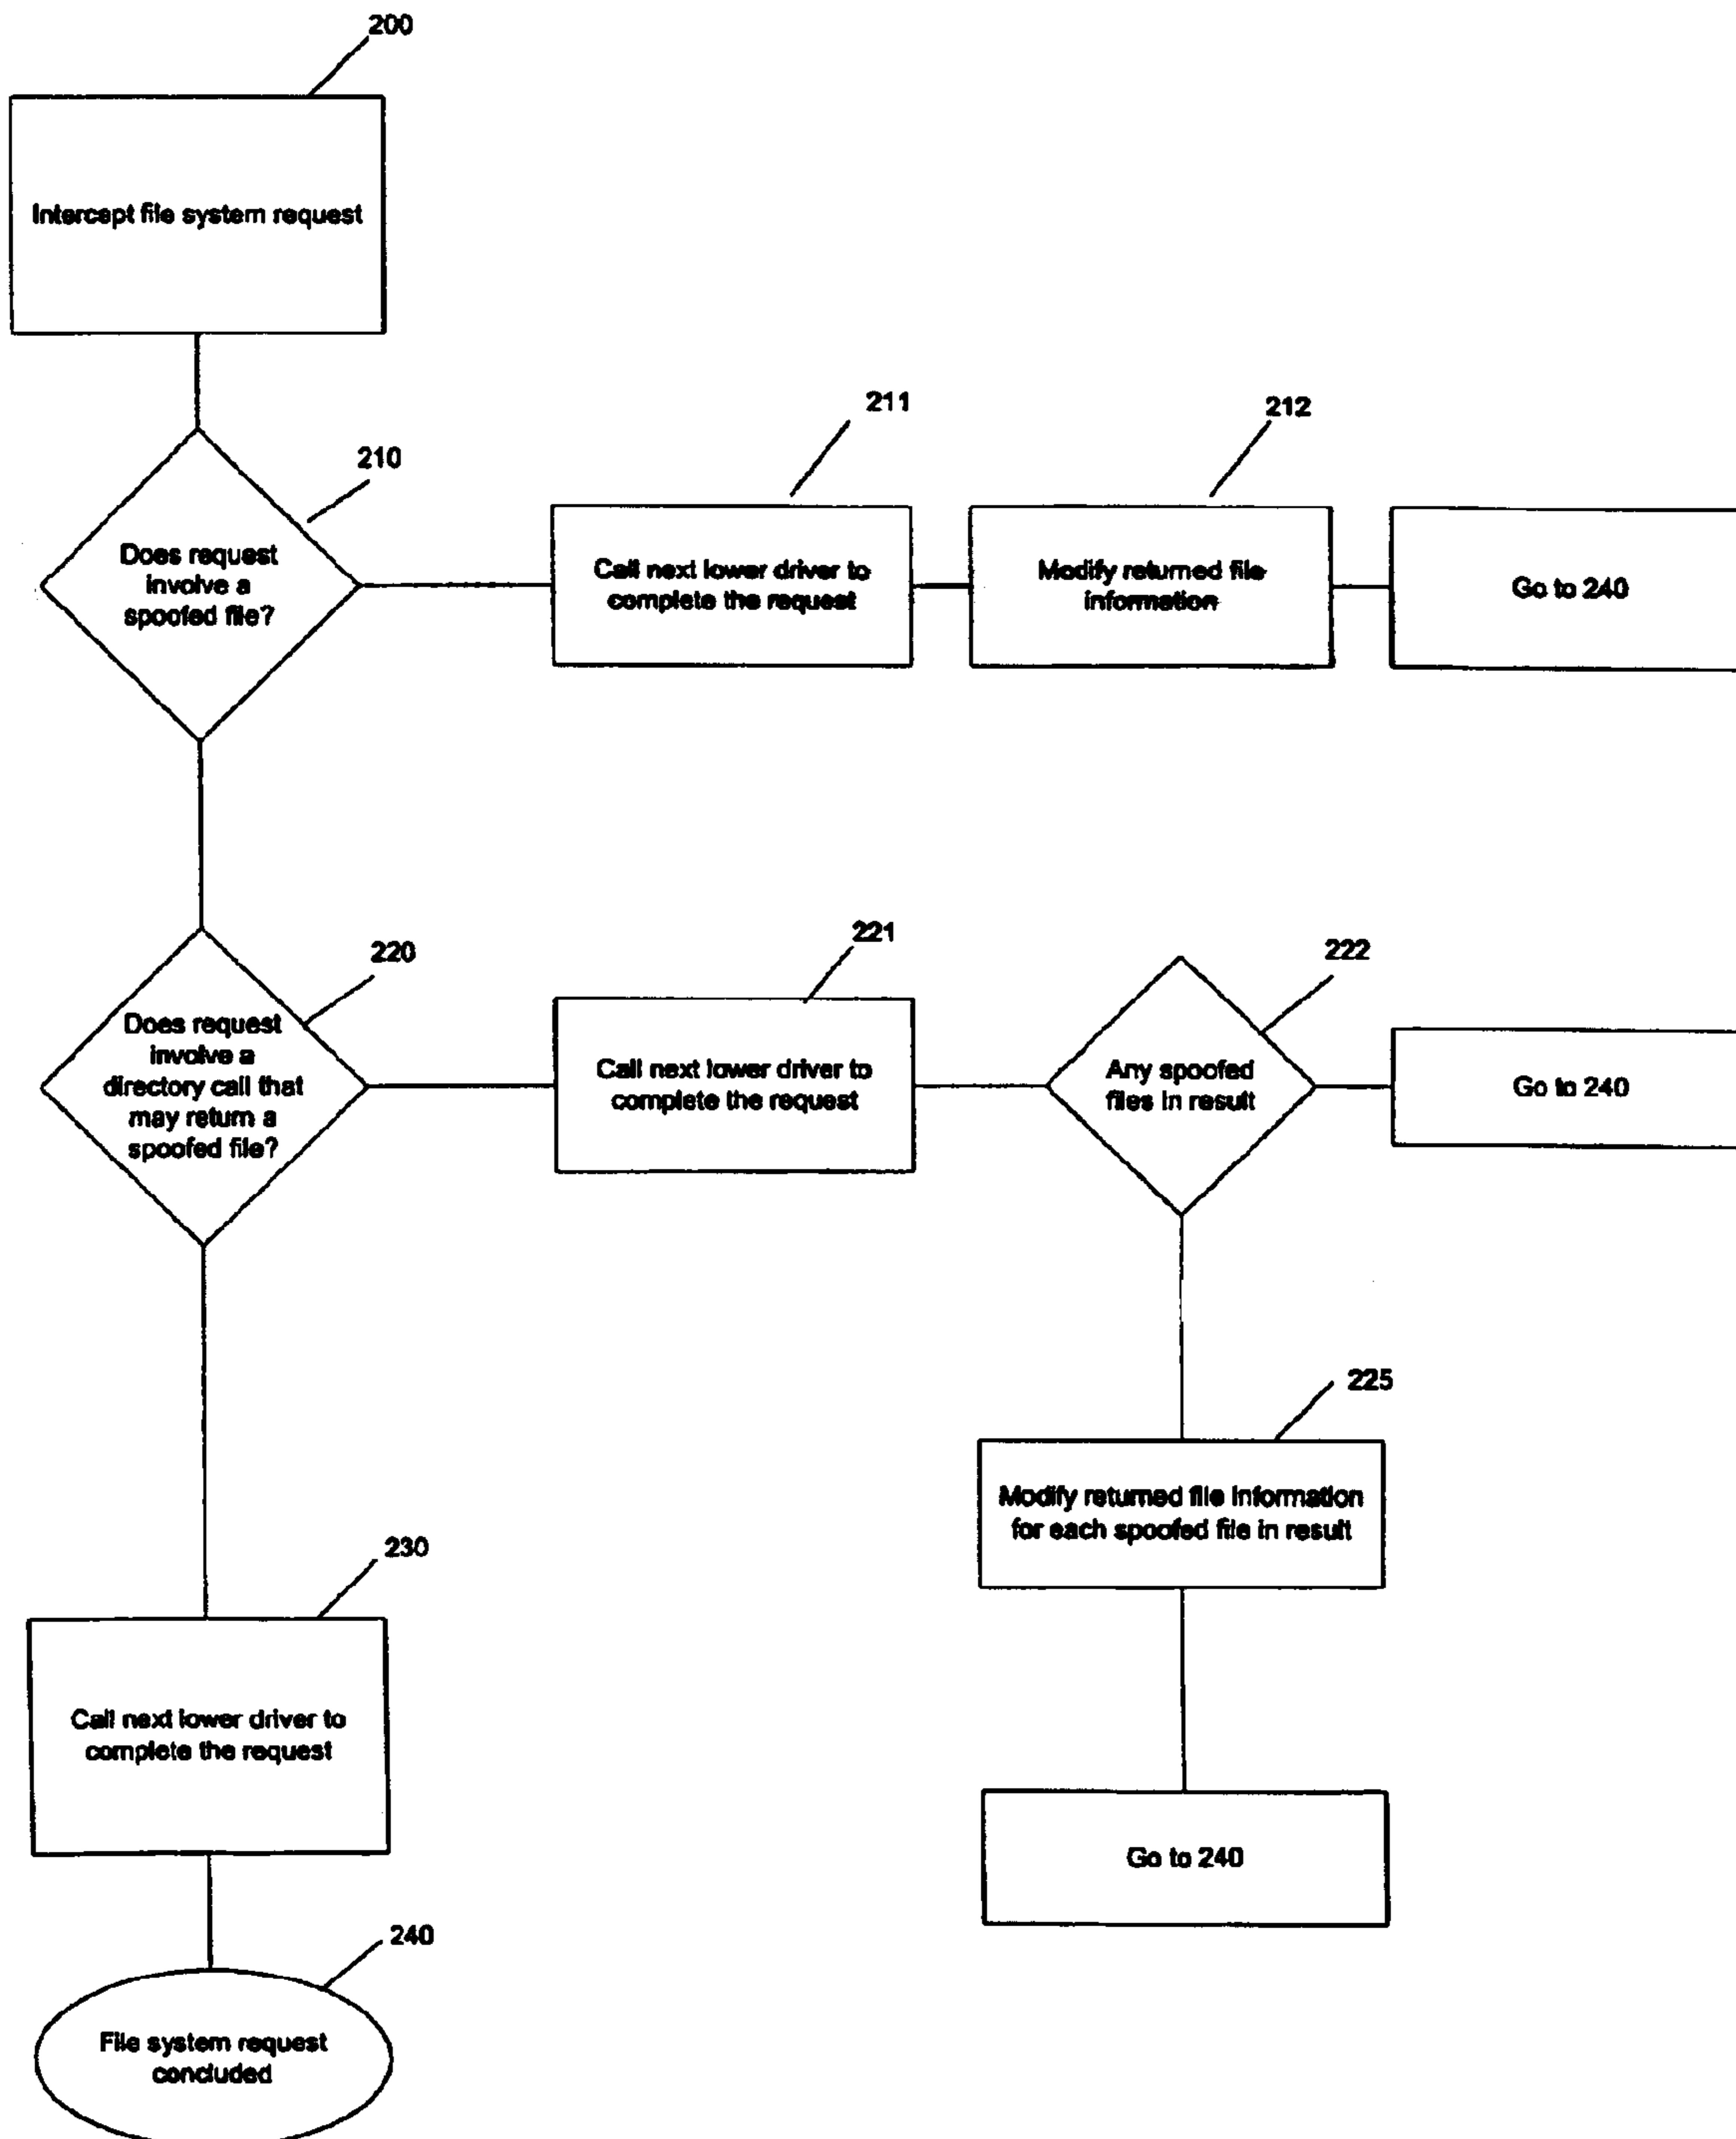 200
Intercept file system request
210
211
212
Does request
involve a
spoofed file?
Call next lower driver to
complete the request
Modify returned file
information
Go to 240
220
221
222
Does request
involve a
directory call that
may return a
spoofed file?
Call next lower driver to
complete the request
Any spoofed
files in result
Go to 240
225
Modify returned file information
for each spoofed file in result
230
Call next lower driver to
complete the request
Go to 240
240
File system request
concluded